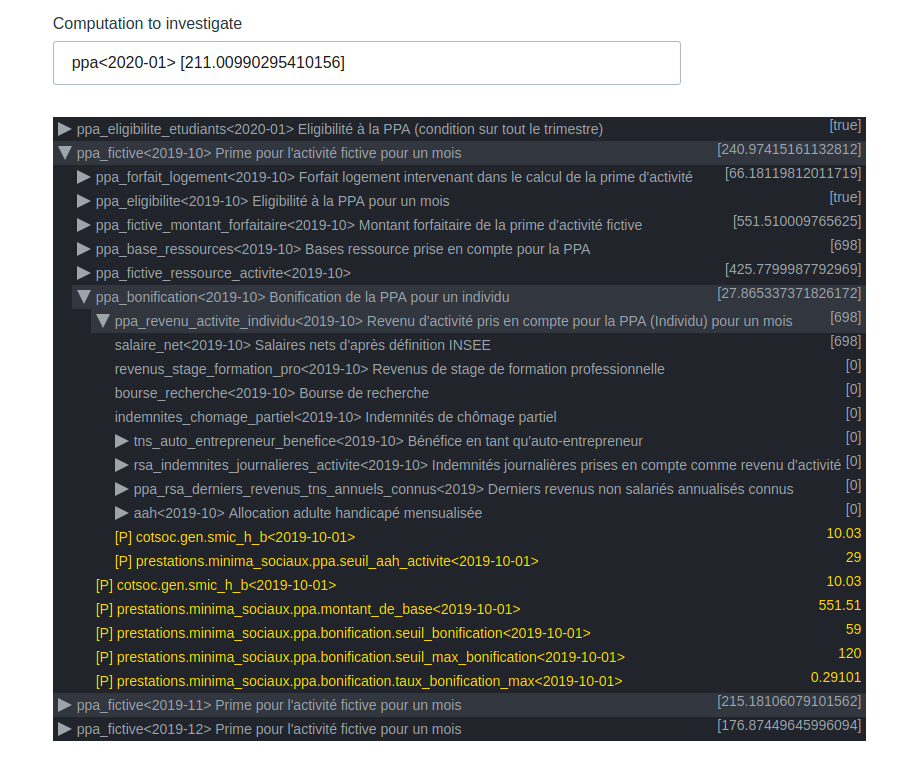 Computation to investigate
ppa<2020-01> [211.00990295410156]
ppa_eligibilite_etudiants<2020-01> Eligibilité à la PPA (condition sur tout le trimestre) [true]
ppa_fictive<2019-10> Prime pour l'activité fictive pour un mois [240.97415161132812]
ppa_forfait_logement<2019-10> Forfait logement intervenant dans le calcul de la prime d'activité [66.18119812011719]
ppa_eligibilite<2019-10> Eligibilité à la PPA pour un mois [true]
ppa_fictive_montant_forfaitaire<2019-10> Montant forfaitaire de la prime d'activité fictive [551.510009765625]
ppa_base_ressources<2019-10> Bases ressource prise en compte pour la PPA [698]
ppa_fictive_ressource_activite<2019-10> [425.7799987792969]
ppa_bonification<2019-10> Bonification de la PPA pour un individu [27.865337371826172]
ppa_revenu_activite_individu<2019-10> Revenu d'activité pris en compte pour la PPA (Individu) pour un mois [698]
salaire_net<2019-10> Salaires nets d'après définition INSEE [698]
revenus_stage_formation_pro<2019-10> Revenus de stage de formation professionnelle [0]
bourse_recherche<2019-10> Bourse de recherche [0]
indemnites_chomage_partiel<2019-10> Indemnités de chômage partiel [0]
tns_auto_entrepreneur_benefice<2019-10> Bénéfice en tant qu'auto-entrepreneur [0]
rsa_indemnites_journalieres_activite<2019-10> Indemnités journalières prises en compte comme revenu d'activité [0]
ppa_rsa_derniers_revenus_tns_annuels_connus<2019> Derniers revenus non salariés annualisés connus [0]
aah<2019-10> Allocation adulte handicapé mensualisée [0]
[P] cotsoc.gen.smic_h_b<2019-10-01> 10.03
[P] prestations.minima_sociaux.ppa.seuil_aah_activite<2019-10-01> 29
[P] cotsoc.gen.smic_h_b<2019-10-01> 10.03
[P] prestations.minima_sociaux.ppa.montant_de_base<2019-10-01> 551.51
[P] prestations.minima_sociaux.ppa.bonification.seuil_bonification<2019-10-01> 59
[P] prestations.minima_sociaux.ppa.bonification.seuil_max_bonification<2019-10-01> 120
[P] prestations.minima_sociaux.ppa.bonification.taux_bonification_max<2019-10-01> 0.29101
ppa_fictive<2019-11> Prime pour l'activité fictive pour un mois [215.18106079101562]
ppa_fictive<2019-12> Prime pour l'activité fictive pour un mois [176.87449645996094]